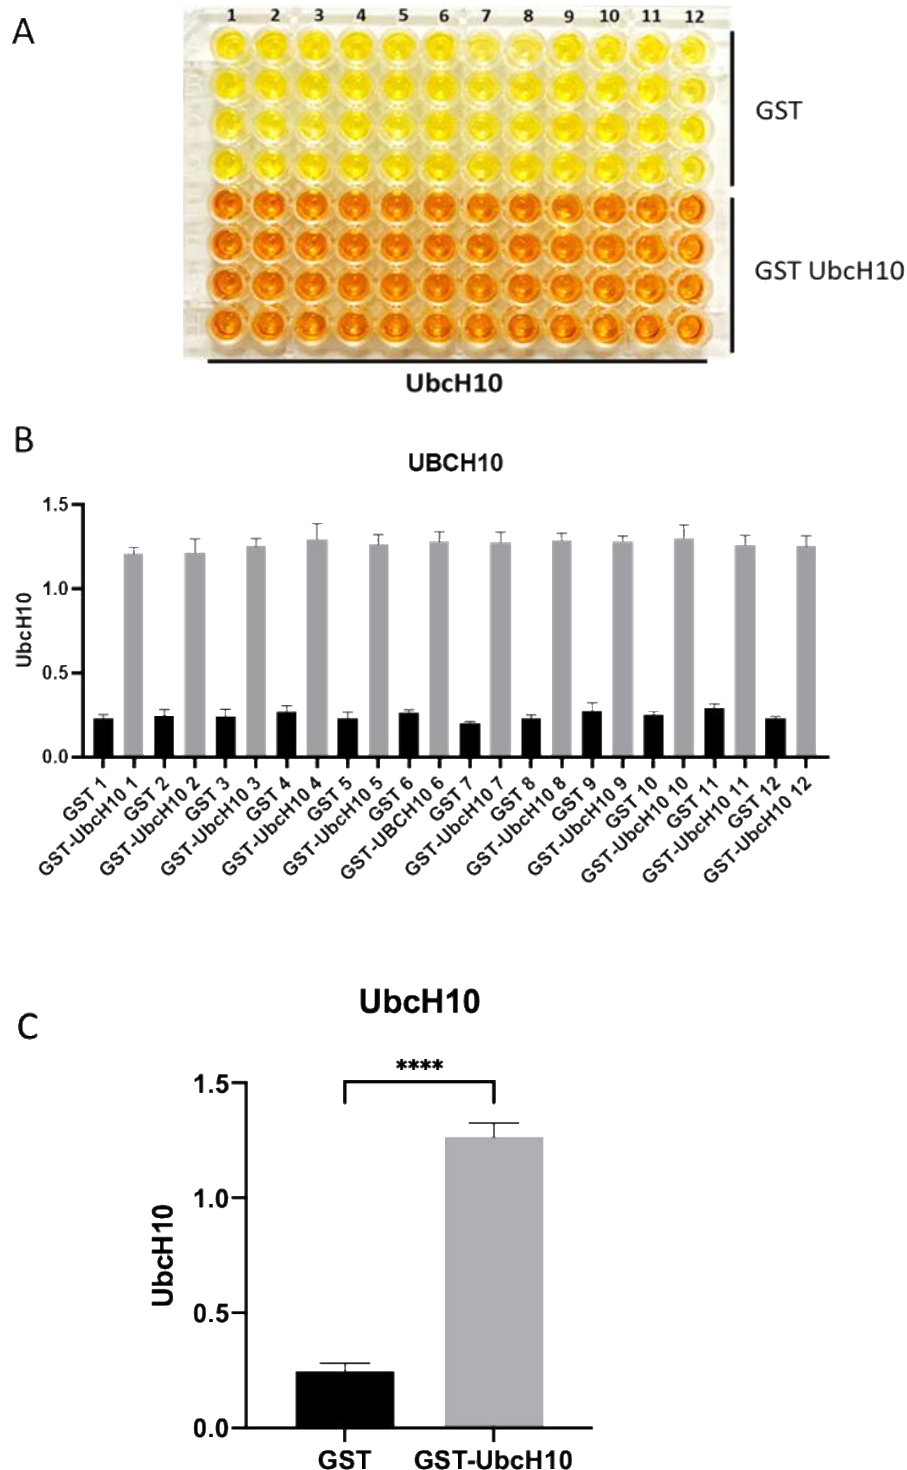 A
1 2 3 4 5 6 7 8 9 10 11 12
GST
GST UbcH10
UbcH10
B
UBCH10
1.5
1.0
0.5
0.0
UbcH10
GST 1
GST-UbcH10 1
GST 2
GST-UbcH10 2
GST 3
GST-UbcH10 3
GST 4
GST-UbcH10 4
GST 5
GST-UbcH10 5
GST 6
GST-UBCH10 6
GST 7
GST-UbcH10 7
GST 8
GST-UbcH10 8
GST 9
GST-UbcH10 9
GST 10
GST-UbcH10 10
GST 11
GST-UbcH10 11
GST 12
GST-UbcH10 12
C
UbcH10
****
1.5
1.0
0.5
0.0
UbcH10
GST
GST-UbcH10